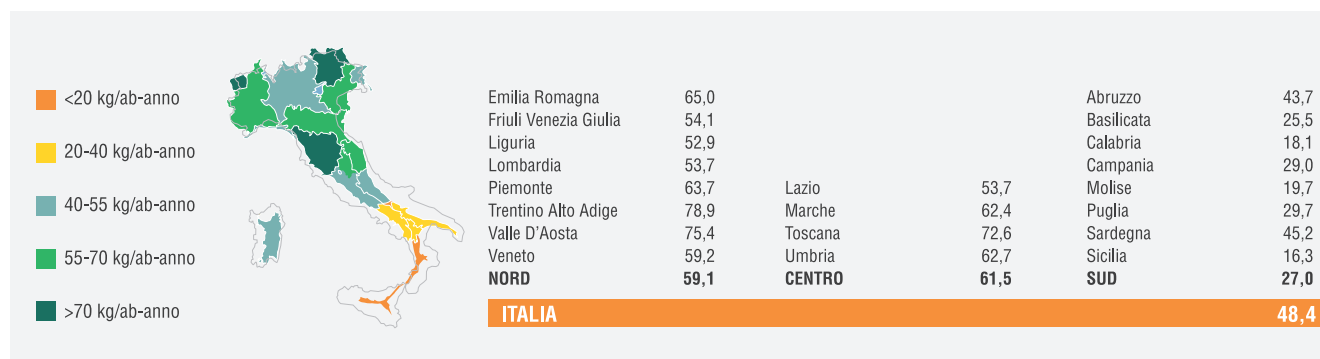 <20 kg/ab-anno
20-40 kg/ab-anno
40-55 kg/ab-anno
55-70 kg/ab-anno
>70 kg/ab-anno
Emilia Romagna 65,0
Friuli Venezia Giulia 54,1
Liguria 52,9
Lombardia 53,7
Piemonte 63,7
Trentino Alto Adige 78,9
Valle D'Aosta 75,4
Veneto 59,2
NORD 59,1
Lazio 53,7
Marche 62,4
Toscana 72,6
Umbria 62,7
CENTRO 61,5
Abruzzo 43,7
Basilicata 25,5
Calabria 18,1
Campania 29,0
Molise 19,7
Puglia 29,7
Sardegna 45,2
Sicilia 16,3
SUD 27,0
ITALIA 48,4